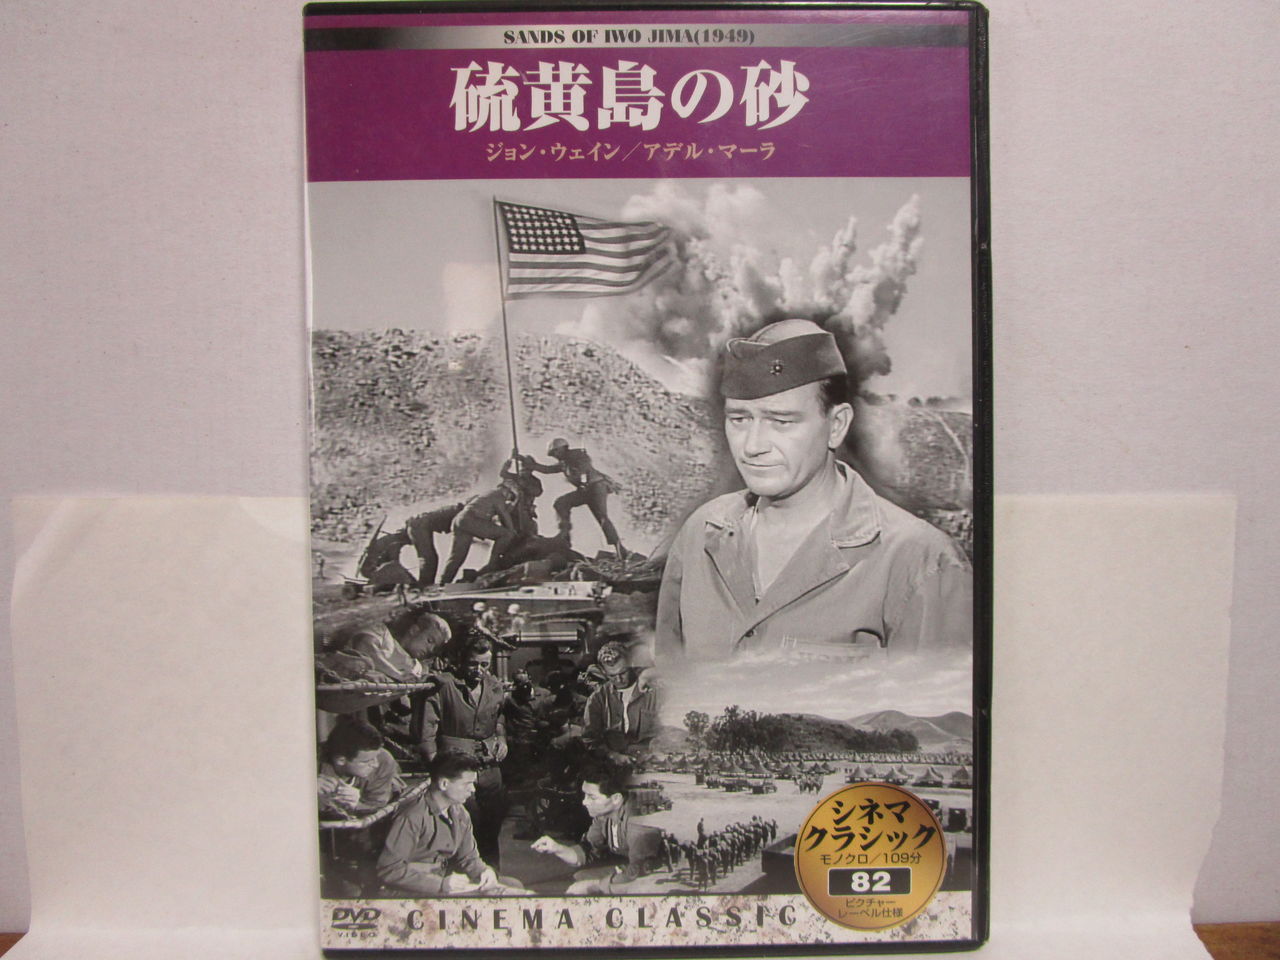 SANDS OF IWO JIMA(1949)
硫黄島の砂
ジョン・ウェイン／アデル・マーラ
シネマ
クラシック
モノクロ／109分
82
ピクチャー
レーベル仕様
DVD
VIDEO
CINEMA CLASSIC